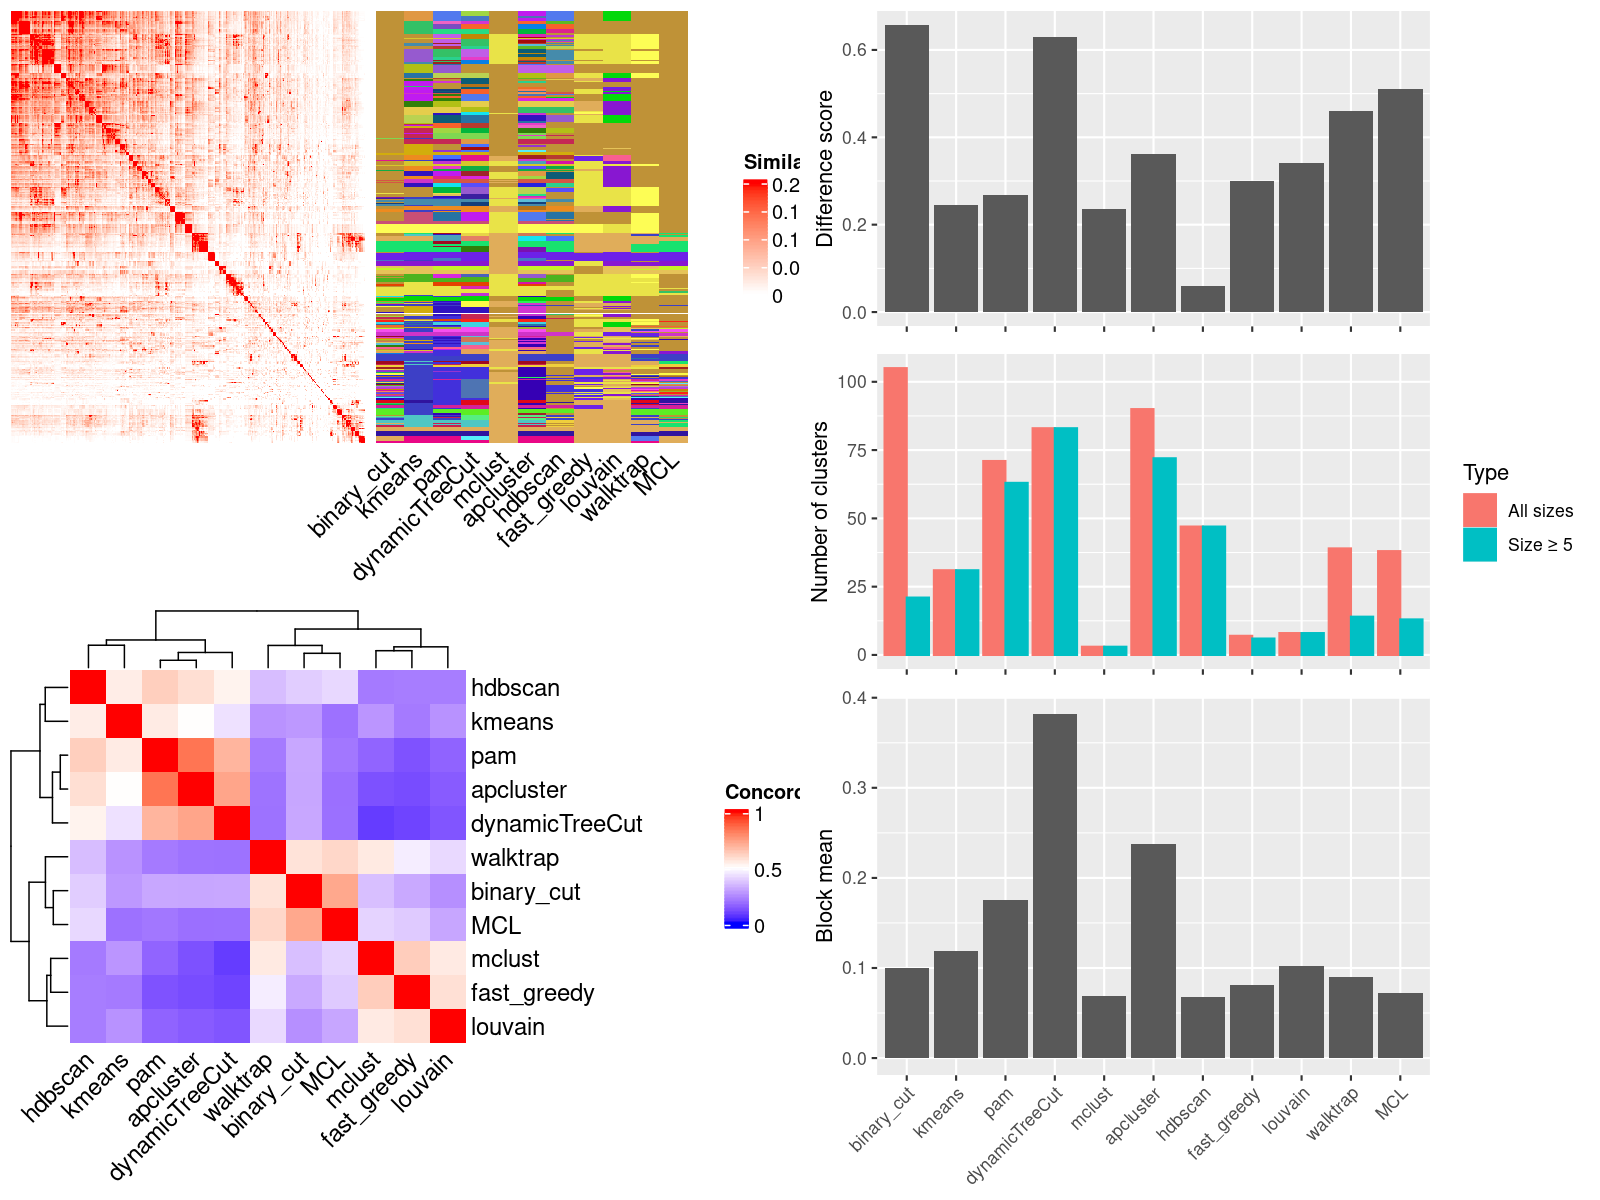 Simila
0.2
0.1
0.1
0.0
0
binary_cut
kmeans
pam
dynamicTreeCut
mclust
apcluster
hdbscan
fast_greedy
louvain
walktrap
MCL
hdbscan
kmeans
pam
apcluster
dynamicTreeCut
walktrap
binary_cut
MCL
mclust
fast_greedy
louvain
hdbscan
kmeans
pam
apcluster
dynamicTreeCut
walktrap
binary_cut
MCL
mclust
fast_greedy
louvain
Concord
1
0.5
0
Difference score
0.6
0.4
0.2
0.0
Number of clusters
100
75
50
25
0
Type
All sizes
Size ≥ 5
Block mean
0.4
0.3
0.2
0.1
0.0
binary_cut
kmeans
pam
dynamicTreeCut
mclust
apcluster
hdbscan
fast_greedy
louvain
walktrap
MCL